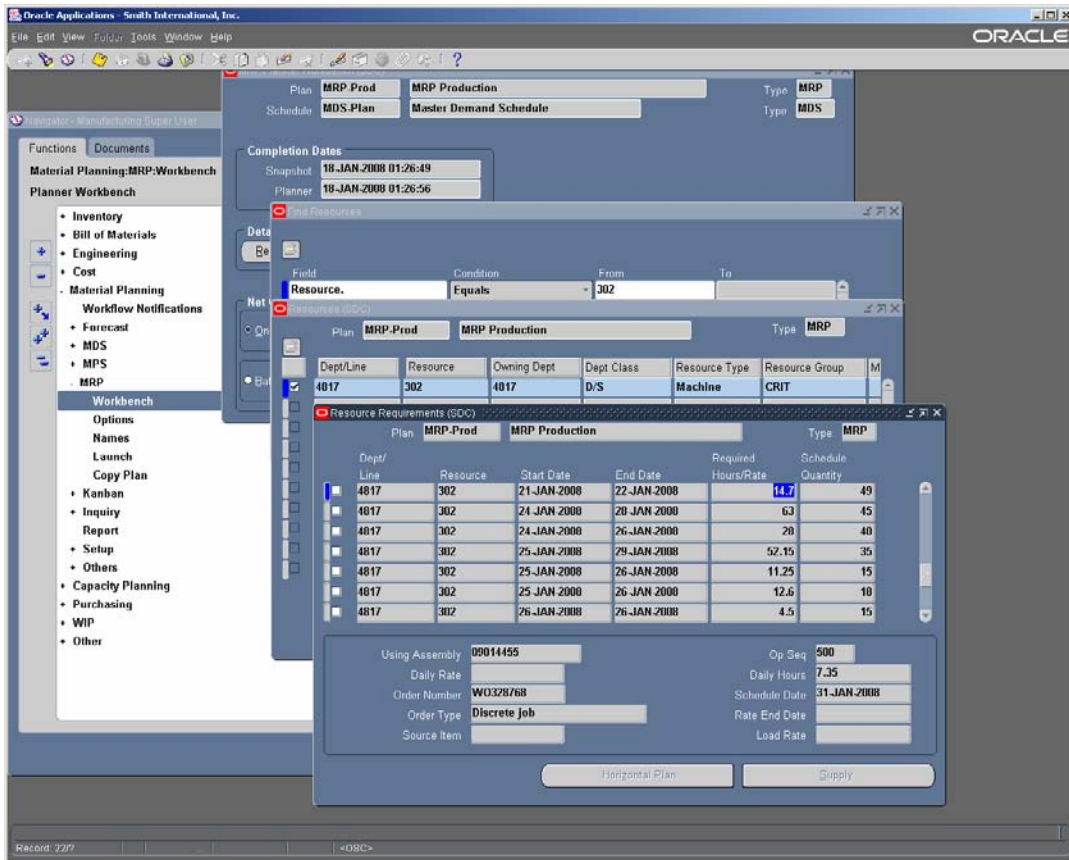 Oracle Applications - Smith International, Inc.
File Edit View Folder Tools Window Help
ORACLE
Plan MRP-Prod MRP Production Type MRP
Schedule MDS-Plan Master Demand Schedule Type MDS
Navigator - Manufacturing Super User
Functions Documents
Completion Dates
Material Planning:MRP:Workbench
Snapshot 18-JAN-2008 01:26:49
Planner Workbench
Planner 18-JAN-2008 01:26:56
+ Inventory
+ Bill of Materials
+ Engineering
+ Cost
- Material Planning
Workflow Notifications
+ Forecast
+ MDS
+ MPS
- MRP
Workbench
Options
Names
Launch
Copy Plan
+ Kanban
+ Inquiry
Report
+ Setup
+ Others
+ Capacity Planning
+ Purchasing
+ WIP
+ Other
Find Resources
Field Condition From To
Resource. Equals 302
Resources (SDC)
Plan MRP-Prod MRP Production Type MRP
Dept/Line Resource Owning Dept Dept Class Resource Type Resource Group M
4817 302 4817 D/S Machine CRIT
Resource Requirements (SDC)
Plan MRP-Prod MRP Production Type MRP
Dept/ Required Schedule
Line Resource Start Date End Date Hours/Rate Quantity
4817 302 21-JAN-2008 22-JAN-2008 14.7 49
4817 302 24-JAN-2008 28-JAN-2008 63 45
4817 302 24-JAN-2008 26-JAN-2008 28 40
4817 302 25-JAN-2008 29-JAN-2008 52.15 35
4817 302 25-JAN-2008 26-JAN-2008 11.25 15
4817 302 25-JAN-2008 26-JAN-2008 12.6 18
4817 302 26-JAN-2008 26-JAN-2008 4.5 15
Using Assembly 09014455 Op Seq 500
Daily Rate Daily Hours 7.35
Order Number WO328768 Schedule Date 31-JAN-2008
Order Type Discrete job Rate End Date
Source Item Load Rate
Horizontal Plan Supply
Record: 22/? <OSC>